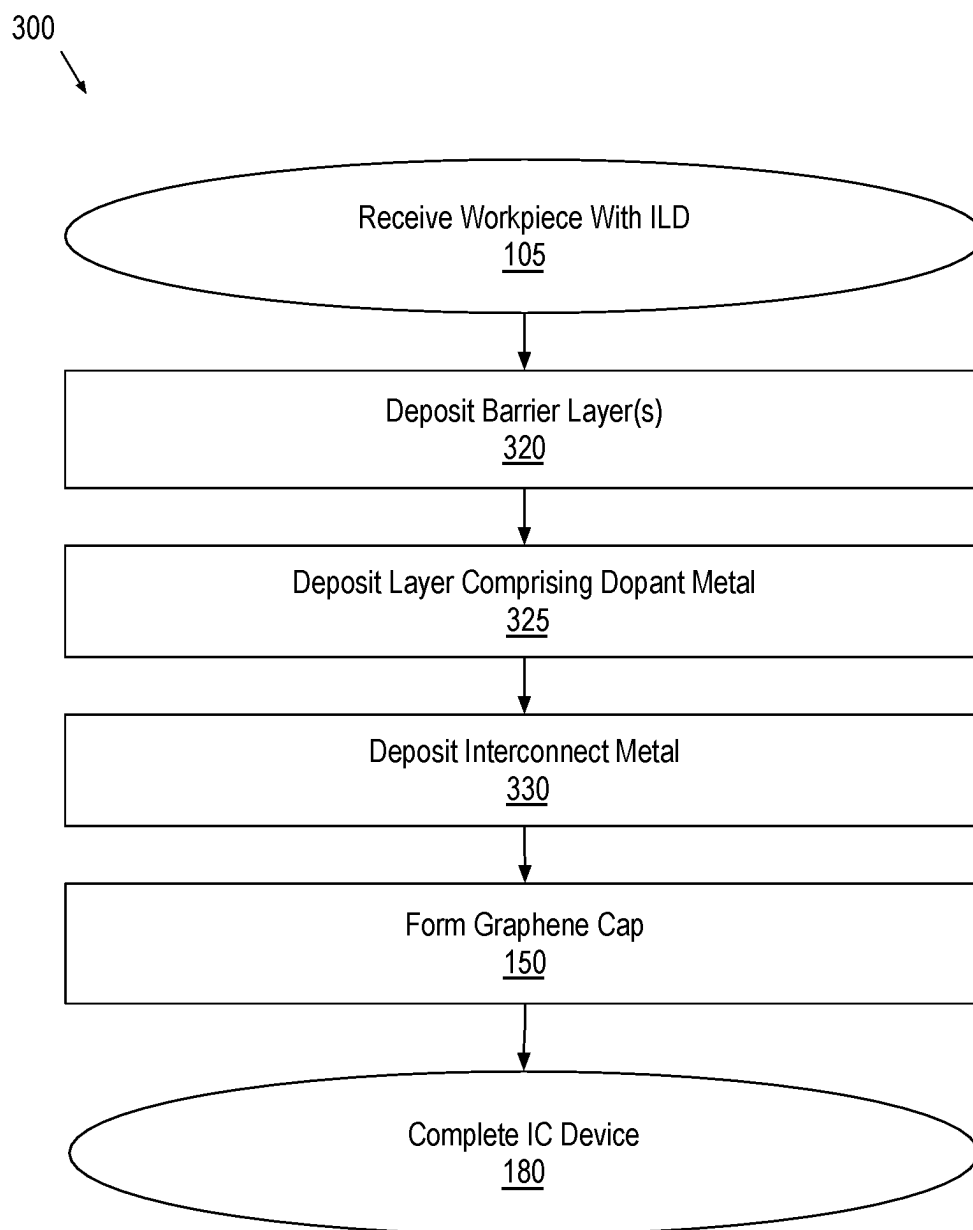 300
Receive Workpiece With ILD
105
Deposit Barrier Layer(s)
320
Deposit Layer Comprising Dopant Metal
325
Deposit Interconnect Metal
330
Form Graphene Cap
150
Complete IC Device
180